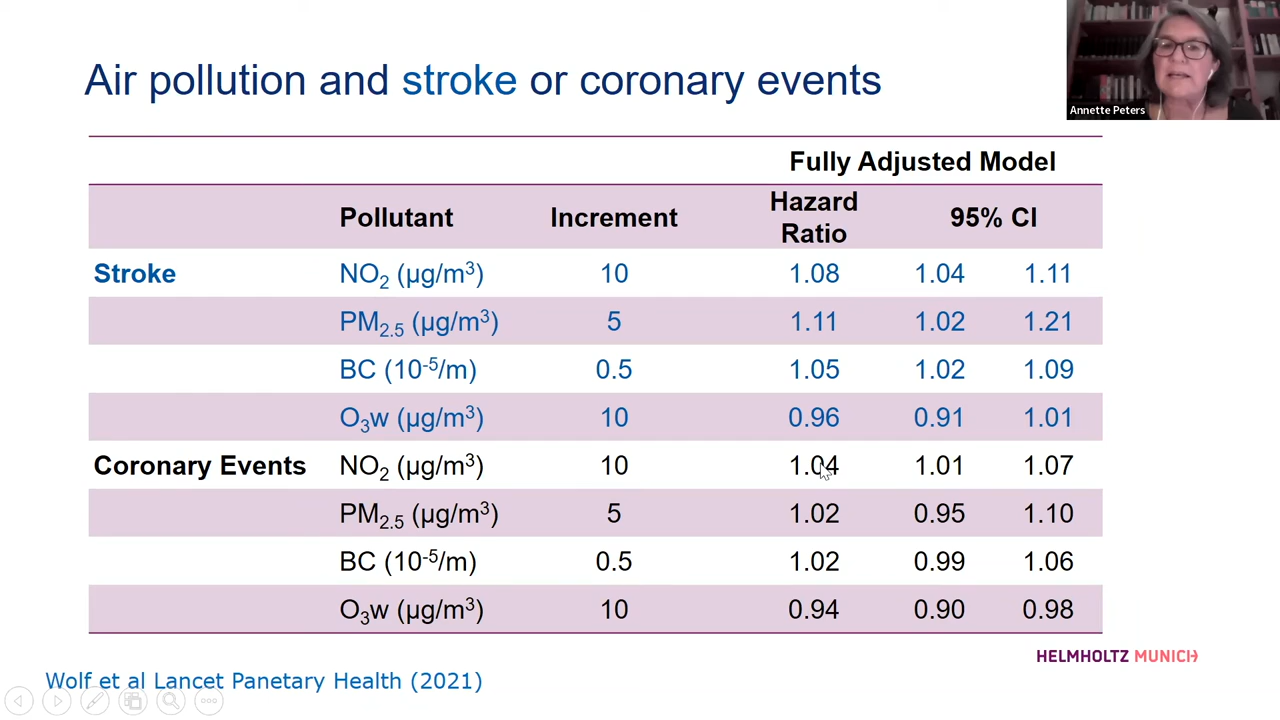 Air pollution and stroke or coronary events
Annette Peters
Fully Adjusted Model
Pollutant Increment Hazard Ratio 95% CI
Stroke NO₂ (µg/m³) 10 1.08 1.04 1.11
PM₂.₅ (µg/m³) 5 1.11 1.02 1.21
BC (10⁻⁵/m) 0.5 1.05 1.02 1.09
O₃w (µg/m³) 10 0.96 0.91 1.01
Coronary Events NO₂ (µg/m³) 10 1.04 1.01 1.07
PM₂.₅ (µg/m³) 5 1.02 0.95 1.10
BC (10⁻⁵/m) 0.5 1.02 0.99 1.06
O₃w (µg/m³) 10 0.94 0.90 0.98
HELMHOLTZ MUNICH
Wolf et al Lancet Panetary Health (2021)